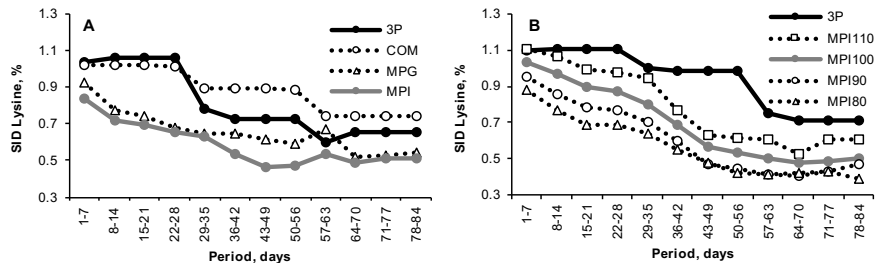 A
3P
COM
MPG
MPI
SID Lysine, %
1.3
1.1
0.9
0.7
0.5
0.3
1-7
8-14
15-21
22-28
29-35
36-42
43-49
50-56
57-63
64-70
71-77
78-84
Period, days
B
3P
MPI110
MPI100
MPI90
MPI80
SID Lysine, %
1.3
1.1
0.9
0.7
0.5
0.3
1-7
8-14
15-21
22-28
29-35
36-42
43-49
50-56
57-63
64-70
71-77
78-84
Period, days